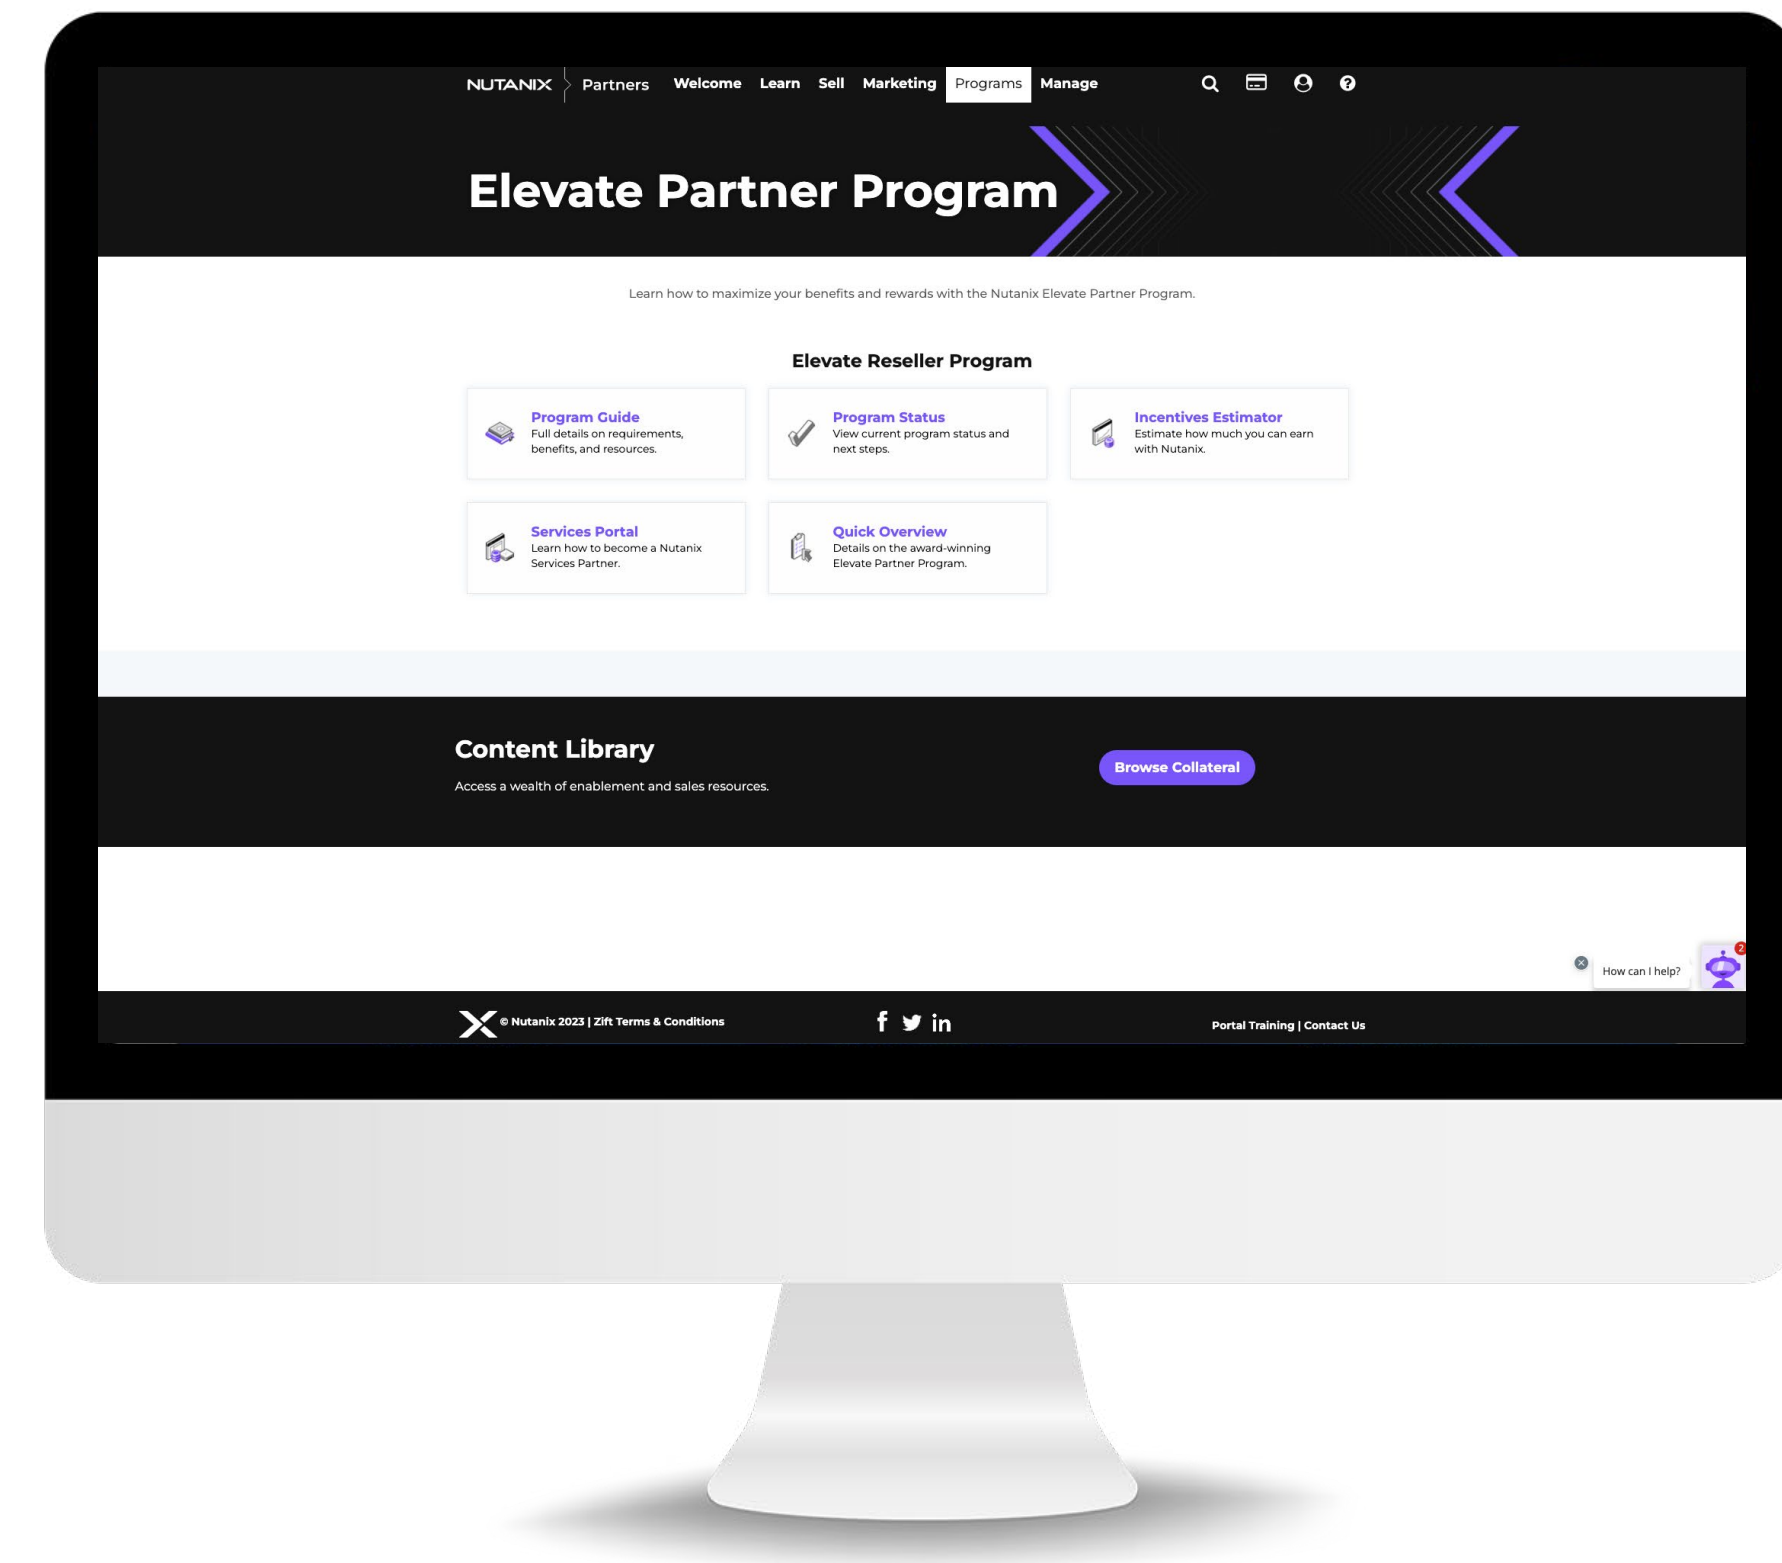 NUTANIX Partners Welcome Learn Sell Marketing Programs Manage
Elevate Partner Program
Learn how to maximize your benefits and rewards with the Nutanix Elevate Partner Program.
Elevate Reseller Program
Program Guide
Full details on requirements,
benefits, and resources.
Program Status
View current program status and
next steps.
Incentives Estimator
Estimate how much you can earn
with Nutanix.
Services Portal
Learn how to become a Nutanix
Services Partner.
Quick Overview
Details on the award-winning
Elevate Partner Program.
Content Library
Access a wealth of enablement and sales resources.
Browse Collateral
2
How can I help?
© Nutanix 2023 | Zift Terms & Conditions
Portal Training | Contact Us